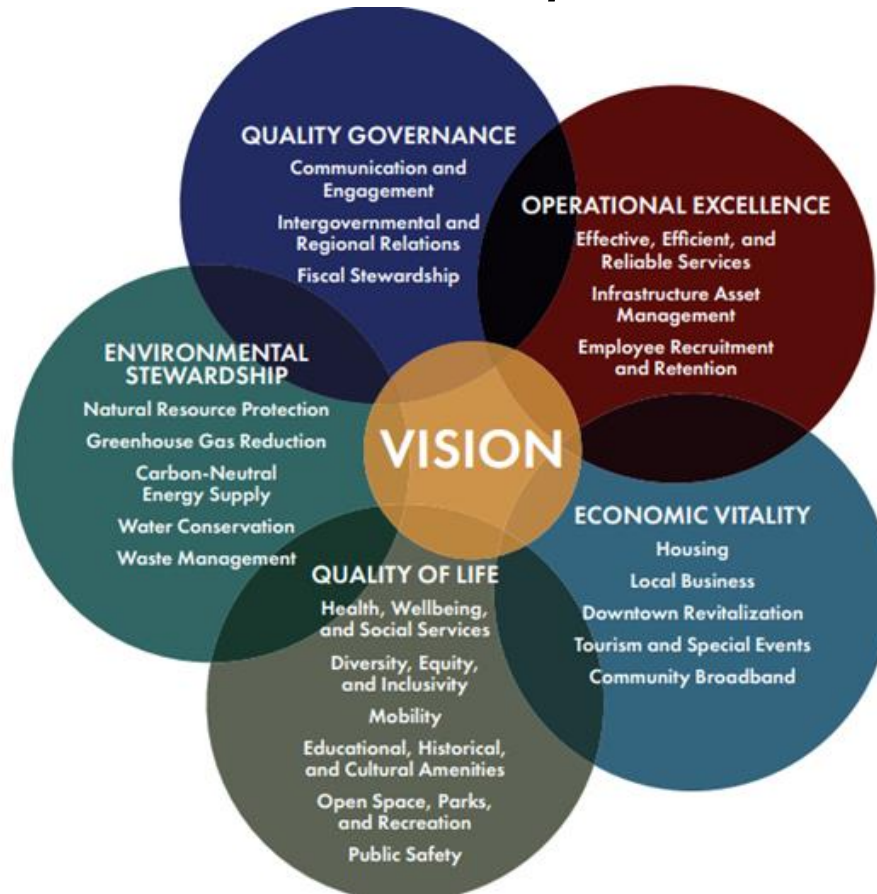 QUALITY GOVERNANCE
Communication and
Engagement
Intergovernmental and
Regional Relations
Fiscal Stewardship
OPERATIONAL EXCELLENCE
Effective, Efficient, and
Reliable Services
Infrastructure Asset
Management
Employee Recruitment
and Retention
ENVIRONMENTAL
STEWARDSHIP
Natural Resource Protection
Greenhouse Gas Reduction
Carbon-Neutral
Energy Supply
Water Conservation
Waste Management
VISION
ECONOMIC VITALITY
Housing
Local Business
Downtown Revitalization
Tourism and Special Events
Community Broadband
QUALITY OF LIFE
Health, Wellbeing,
and Social Services
Diversity, Equity,
and Inclusivity
Mobility
Educational, Historical,
and Cultural Amenities
Open Space, Parks,
and Recreation
Public Safety